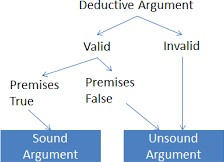 Deductive Argument
Valid
Invalid
Premises
True
Premises
False
Sound
Argument
Unsound
Argument